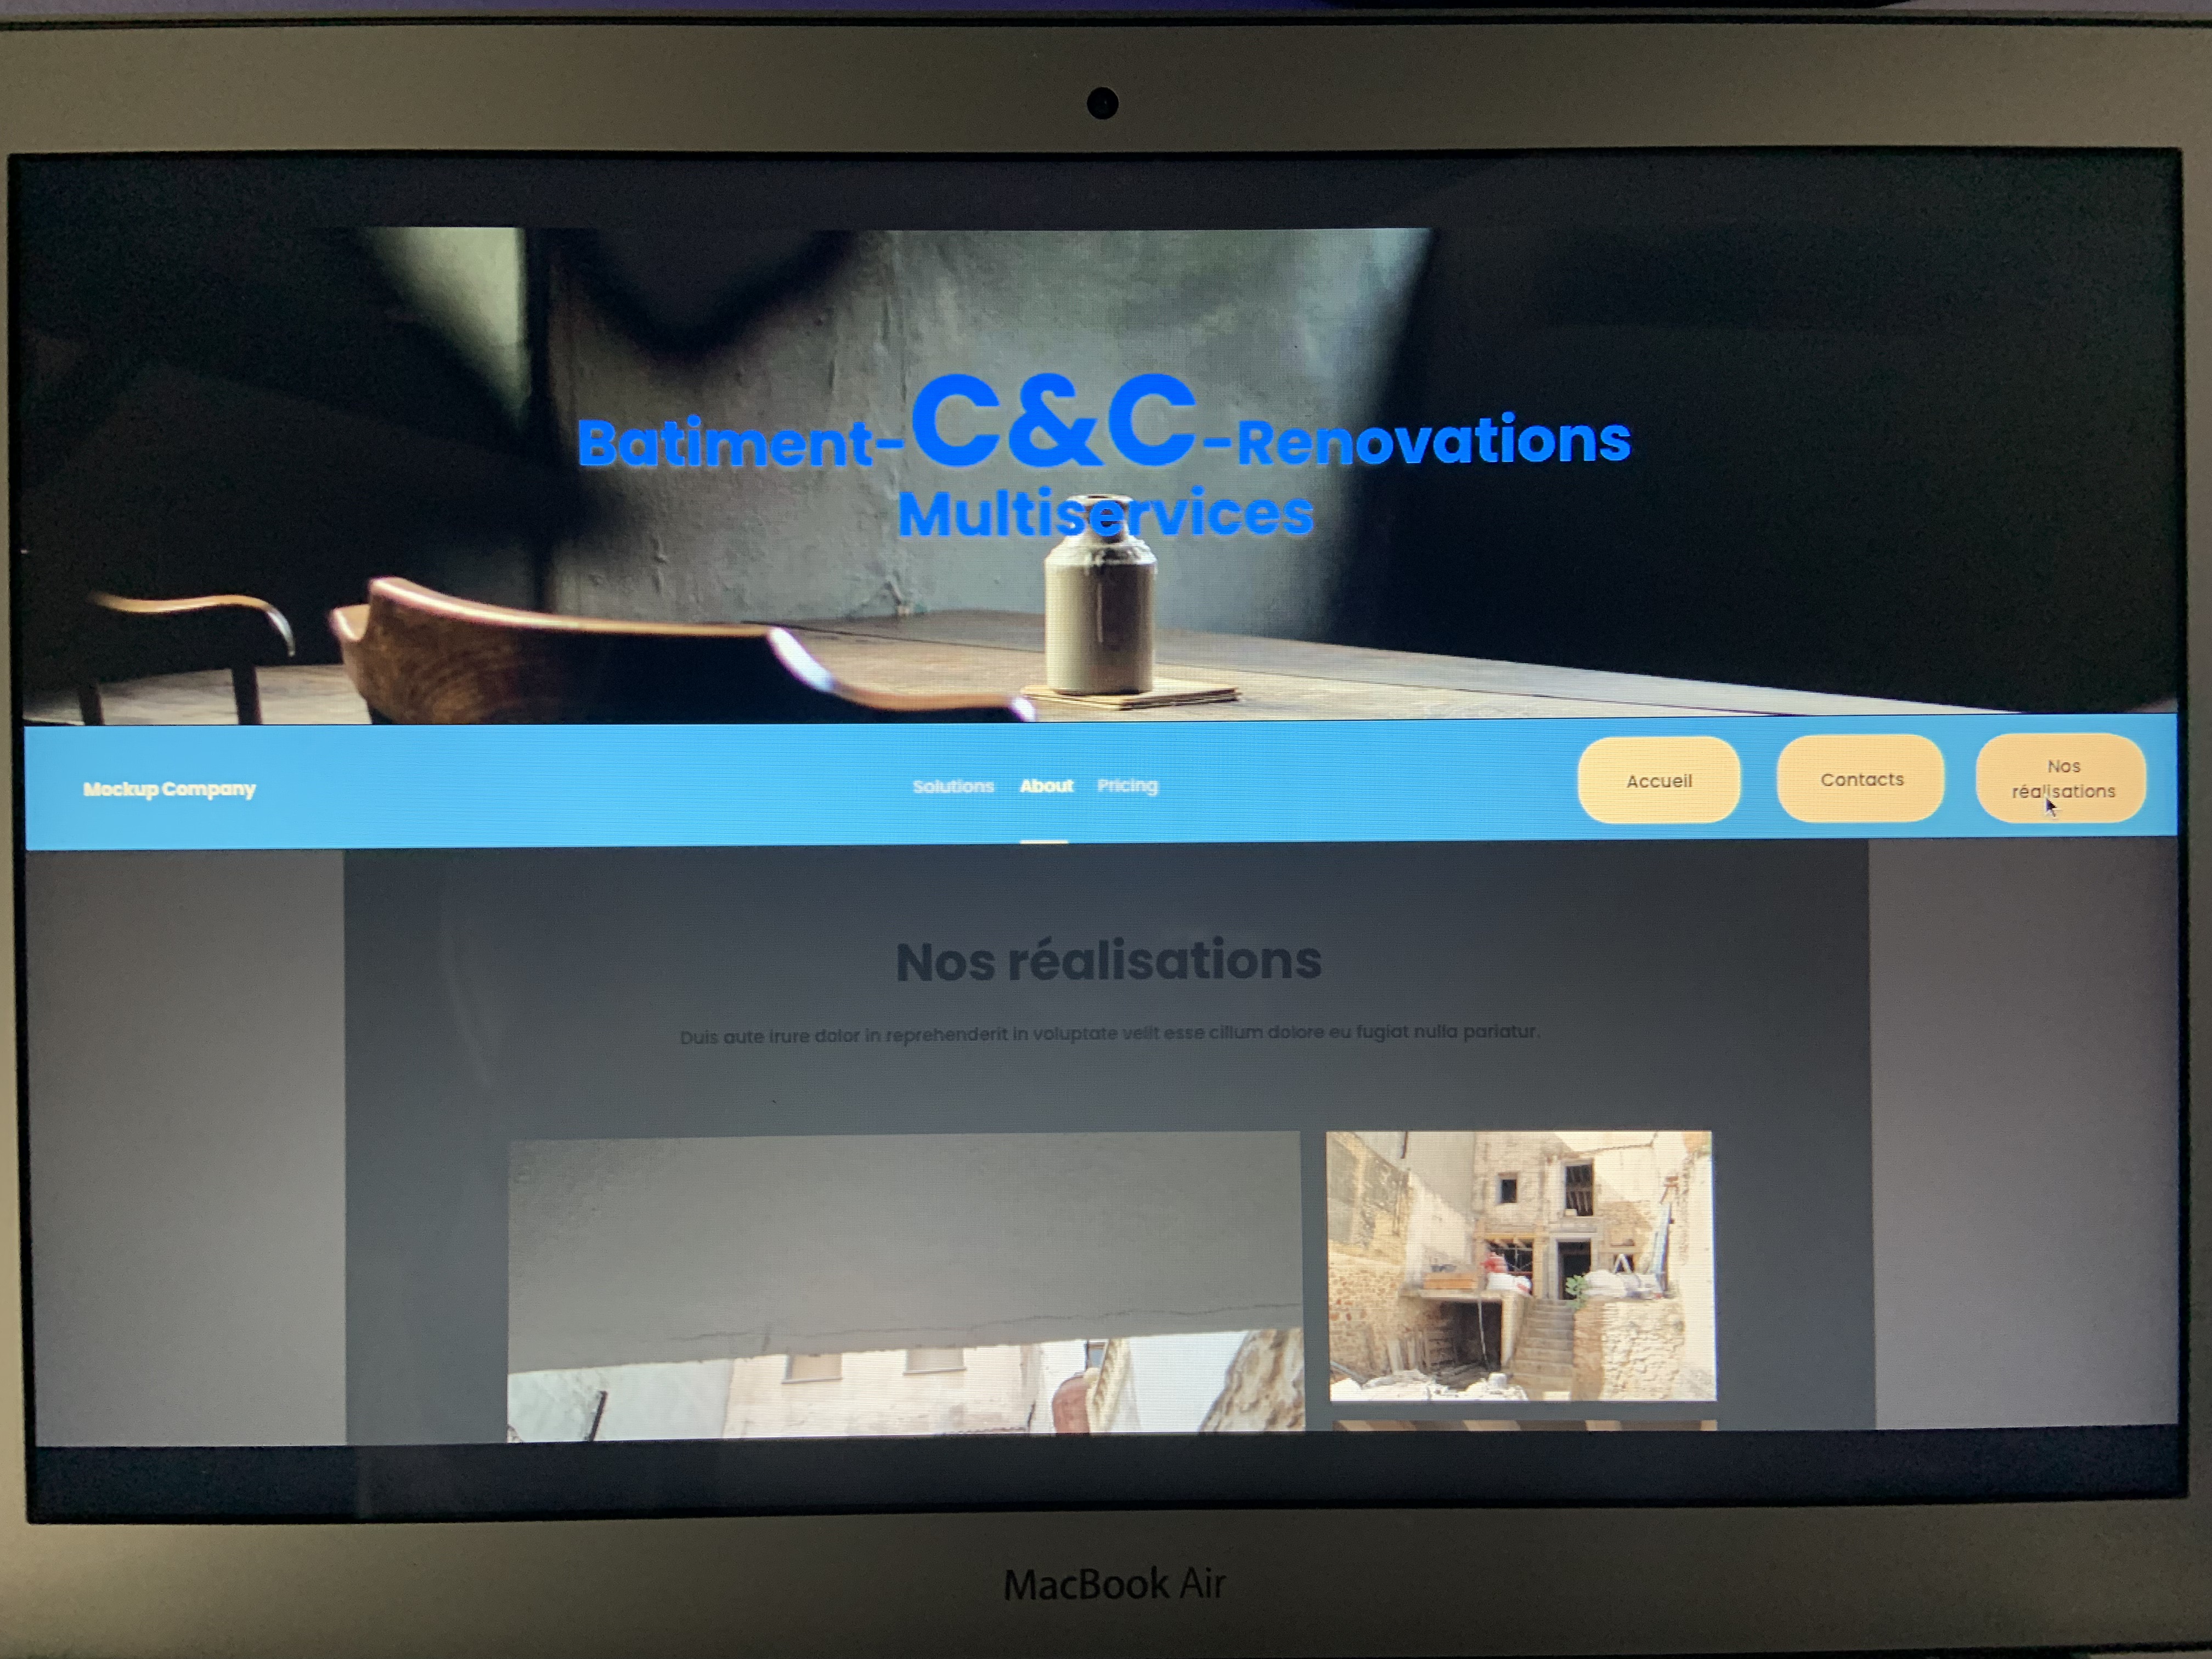 Batiment-C&C-Renovations
Multiservices
Mockup Company
Solutions About Pricing
Accueil
Contacts
Nos
réalisations
Nos réalisations
Duis aute irure dolor in reprehenderit in voluptate velit esse cillum dolore eu fugiat nulla pariatur.
MacBook Air